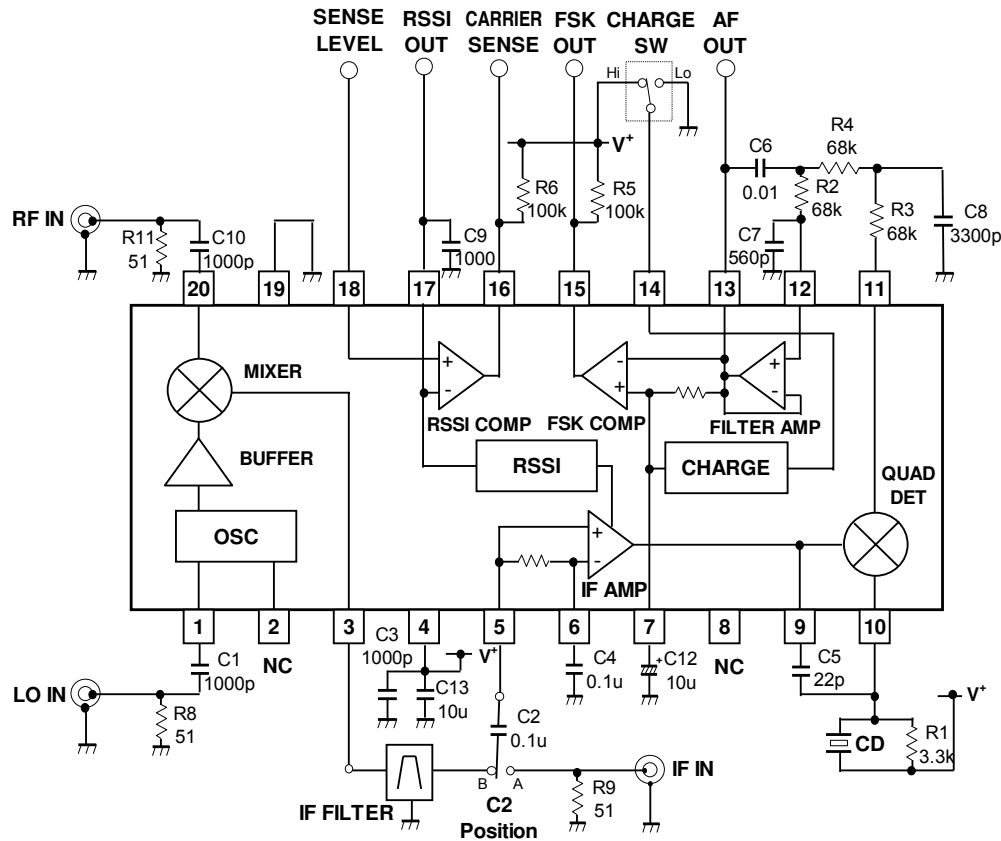 SENSE LEVEL
RSSI OUT
CARRIER SENSE
FSK OUT
CHARGE SW
AF OUT
Hi
Lo
V+
C6
0.01
R4
68k
R2
68k
R3
68k
C8
3300p
C7
560p
R6
100k
R5
100k
C9
1000
RF IN
R11
51
C10
1000p
20
19
18
17
16
15
14
13
12
11
MIXER
+
-
RSSI COMP
-
+
FSK COMP
+
-
FILTER AMP
BUFFER
RSSI
CHARGE
QUAD DET
OSC
+
-
IF AMP
1
2
3
4
5
6
7
8
9
10
NC
NC
C1
1000p
LO IN
R8
51
C3
1000p
C13
10u
V+
C2
0.1u
C4
0.1u
+
C12
10u
C5
22p
V+
CD
R1
3.3k
IF FILTER
B
A
C2
Position
R9
51
IF IN